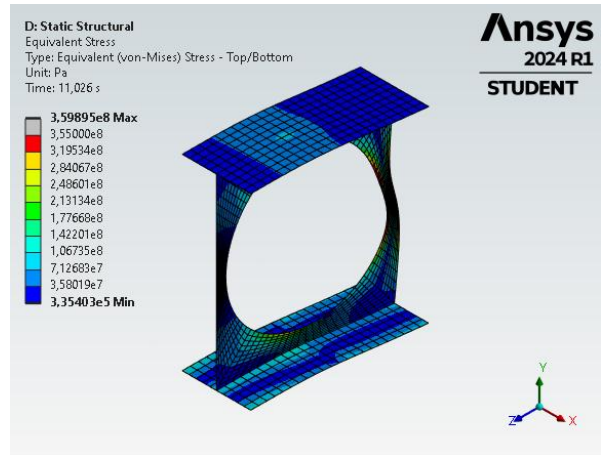 D: Static Structural
Equivalent Stress
Type: Equivalent (von-Mises) Stress - Top/Bottom
Unit: Pa
Time: 11,026 s
3,59895e8 Max
3,55000e8
3,19534e8
2,84067e8
2,48601e8
2,13134e8
1,77668e8
1,42201e8
1,06735e8
7,12683e7
3,58019e7
3,35403e5 Min
Ansys
2024 R1
STUDENT
Y
Z
X